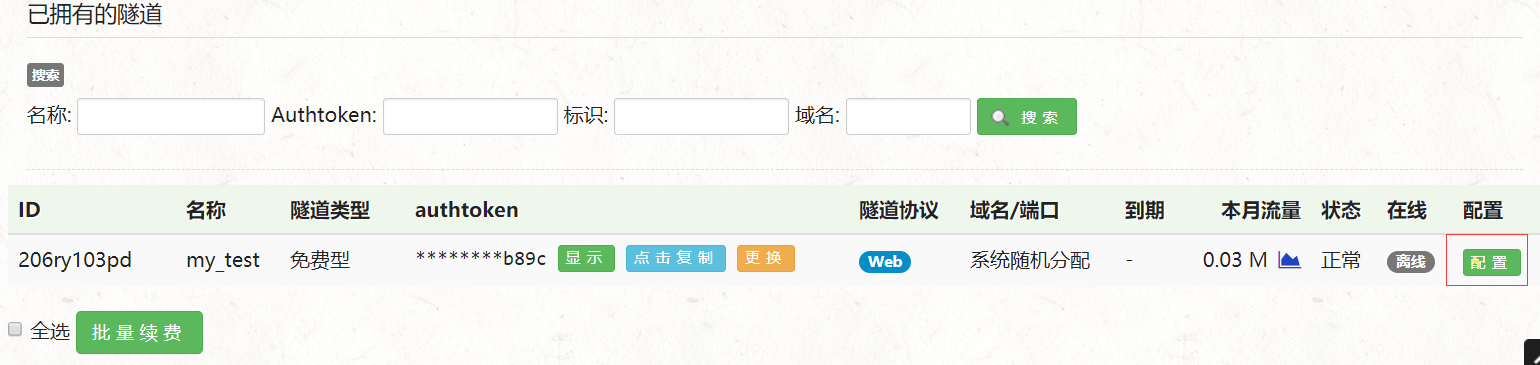 已拥有的隧道
搜索
名称: Authtoken: 标识: 域名: 搜索
ID 名称 隧道类型 authtoken 隧道协议 域名/端口 到期 本月流量 状态 在线 配置
206ry103pd my_test 免费型 ********b89c 显示 点击复制 更换 Web 系统随机分配 - 0.03 M 正常 离线 配置
全选 批量续费